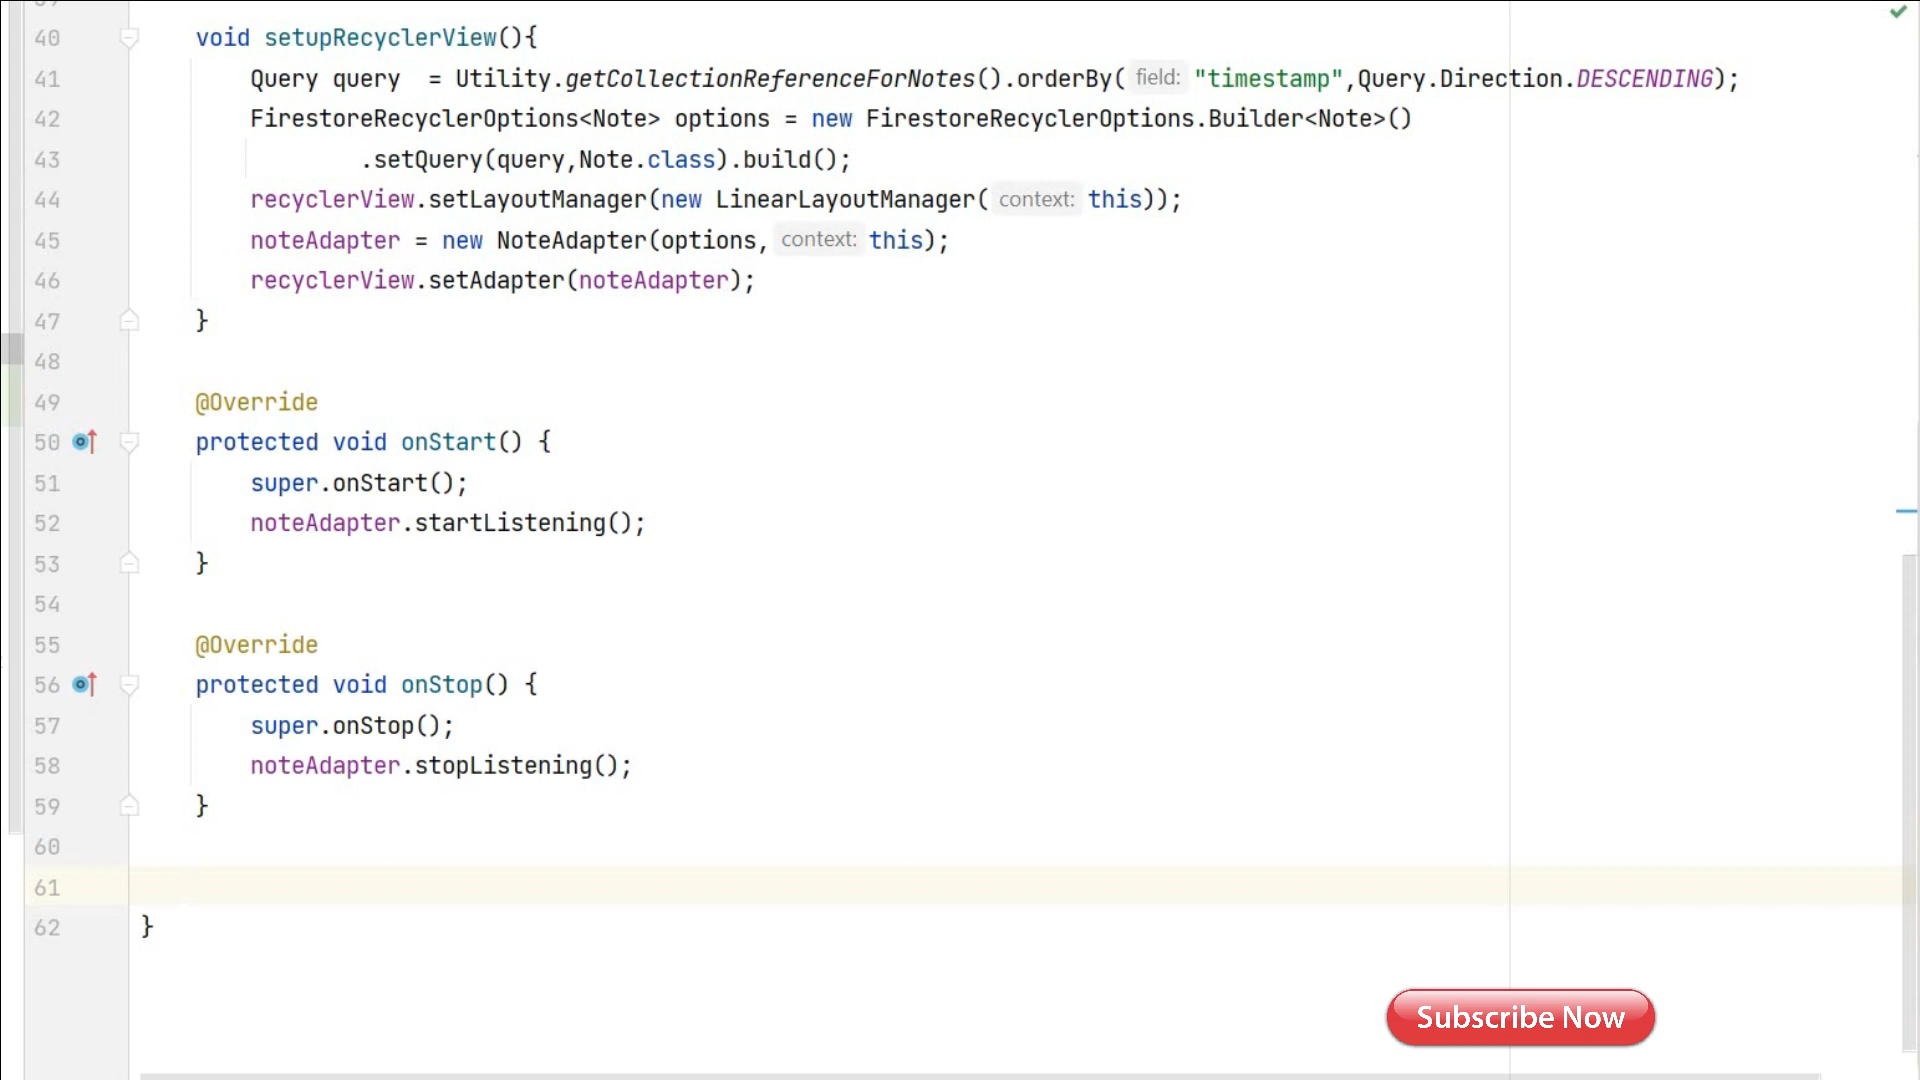 40 void setupRecyclerView(){
41 Query query = Utility.getCollectionReferenceForNotes().orderBy( field: "timestamp",Query.Direction.DESCENDING);
42 FirestoreRecyclerOptions<Note> options = new FirestoreRecyclerOptions.Builder<Note>()
43 .setQuery(query,Note.class).build();
44 recyclerView.setLayoutManager(new LinearLayoutManager( context: this));
45 noteAdapter = new NoteAdapter(options, context: this);
46 recyclerView.setAdapter(noteAdapter);
47 }
48
49 @Override
50 protected void onStart() {
51 super.onStart();
52 noteAdapter.startListening();
53 }
54
55 @Override
56 protected void onStop() {
57 super.onStop();
58 noteAdapter.stopListening();
59 }
60
61
62 }
Subscribe Now